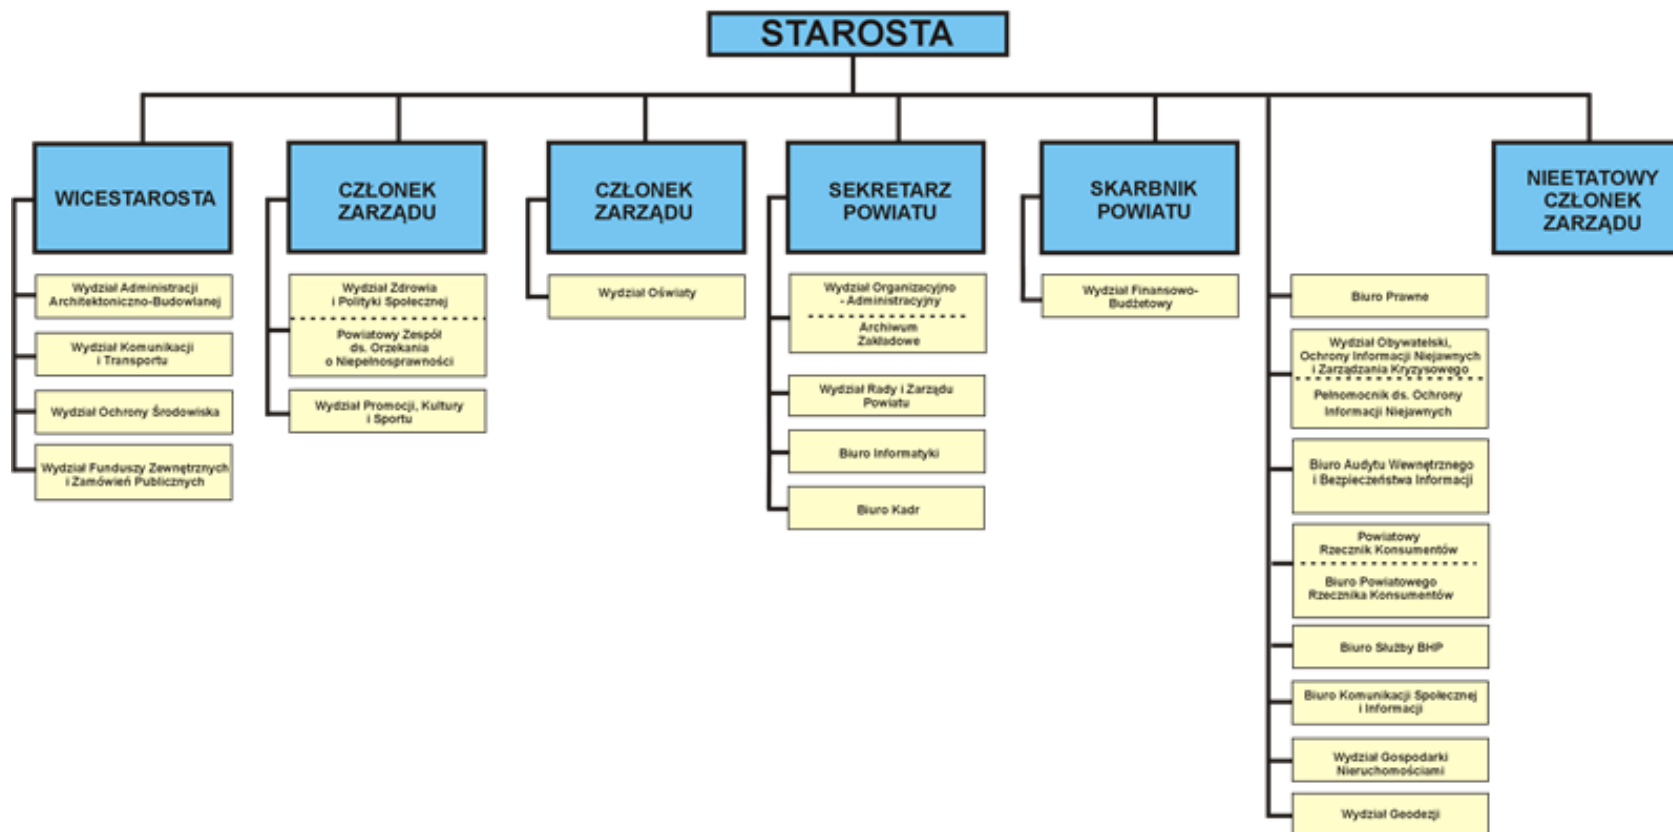 STAROSTA
WICESTAROSTA
Wydział Administracji
Architektoniczno-Budowlanej
Wydział Komunikacji
i Transportu
Wydział Ochrony Środowiska
Wydział Funduszy Zewnętrznych
i Zamówień Publicznych
CZŁONEK
ZARZĄDU
Wydział Zdrowia
i Polityki Społecznej
Powiatowy Zespół
ds. Orzekania
o Niepełnosprawności
Wydział Promocji, Kultury
i Sportu
CZŁONEK
ZARZĄDU
Wydział Oświaty
SEKRETARZ
POWIATU
Wydział Organizacyjno
- Administracyjny
Archiwum
Zakładowe
Wydział Rady i Zarządu
Powiatu
Biuro Informatyki
Biuro Kadr
SKARBNIK
POWIATU
Wydział Finansowo-
Budżetowy
Biuro Prawne
Wydział Obywatelski,
Ochrony Informacji Niejawnych
i Zarządzania Kryzysowego
Pełnomocnik ds. Ochrony
Informacji Niejawnych
Biuro Audytu Wewnętrznego
i Bezpieczeństwa Informacji
Powiatowy
Rzecznik Konsumentów
Biuro Powiatowego
Rzecznika Konsumentów
Biuro Służby BHP
Biuro Komunikacji Społecznej
i Informacji
Wydział Gospodarki
Nieruchomościami
Wydział Geodezji
NIEETATOWY
CZŁONEK
ZARZĄDU